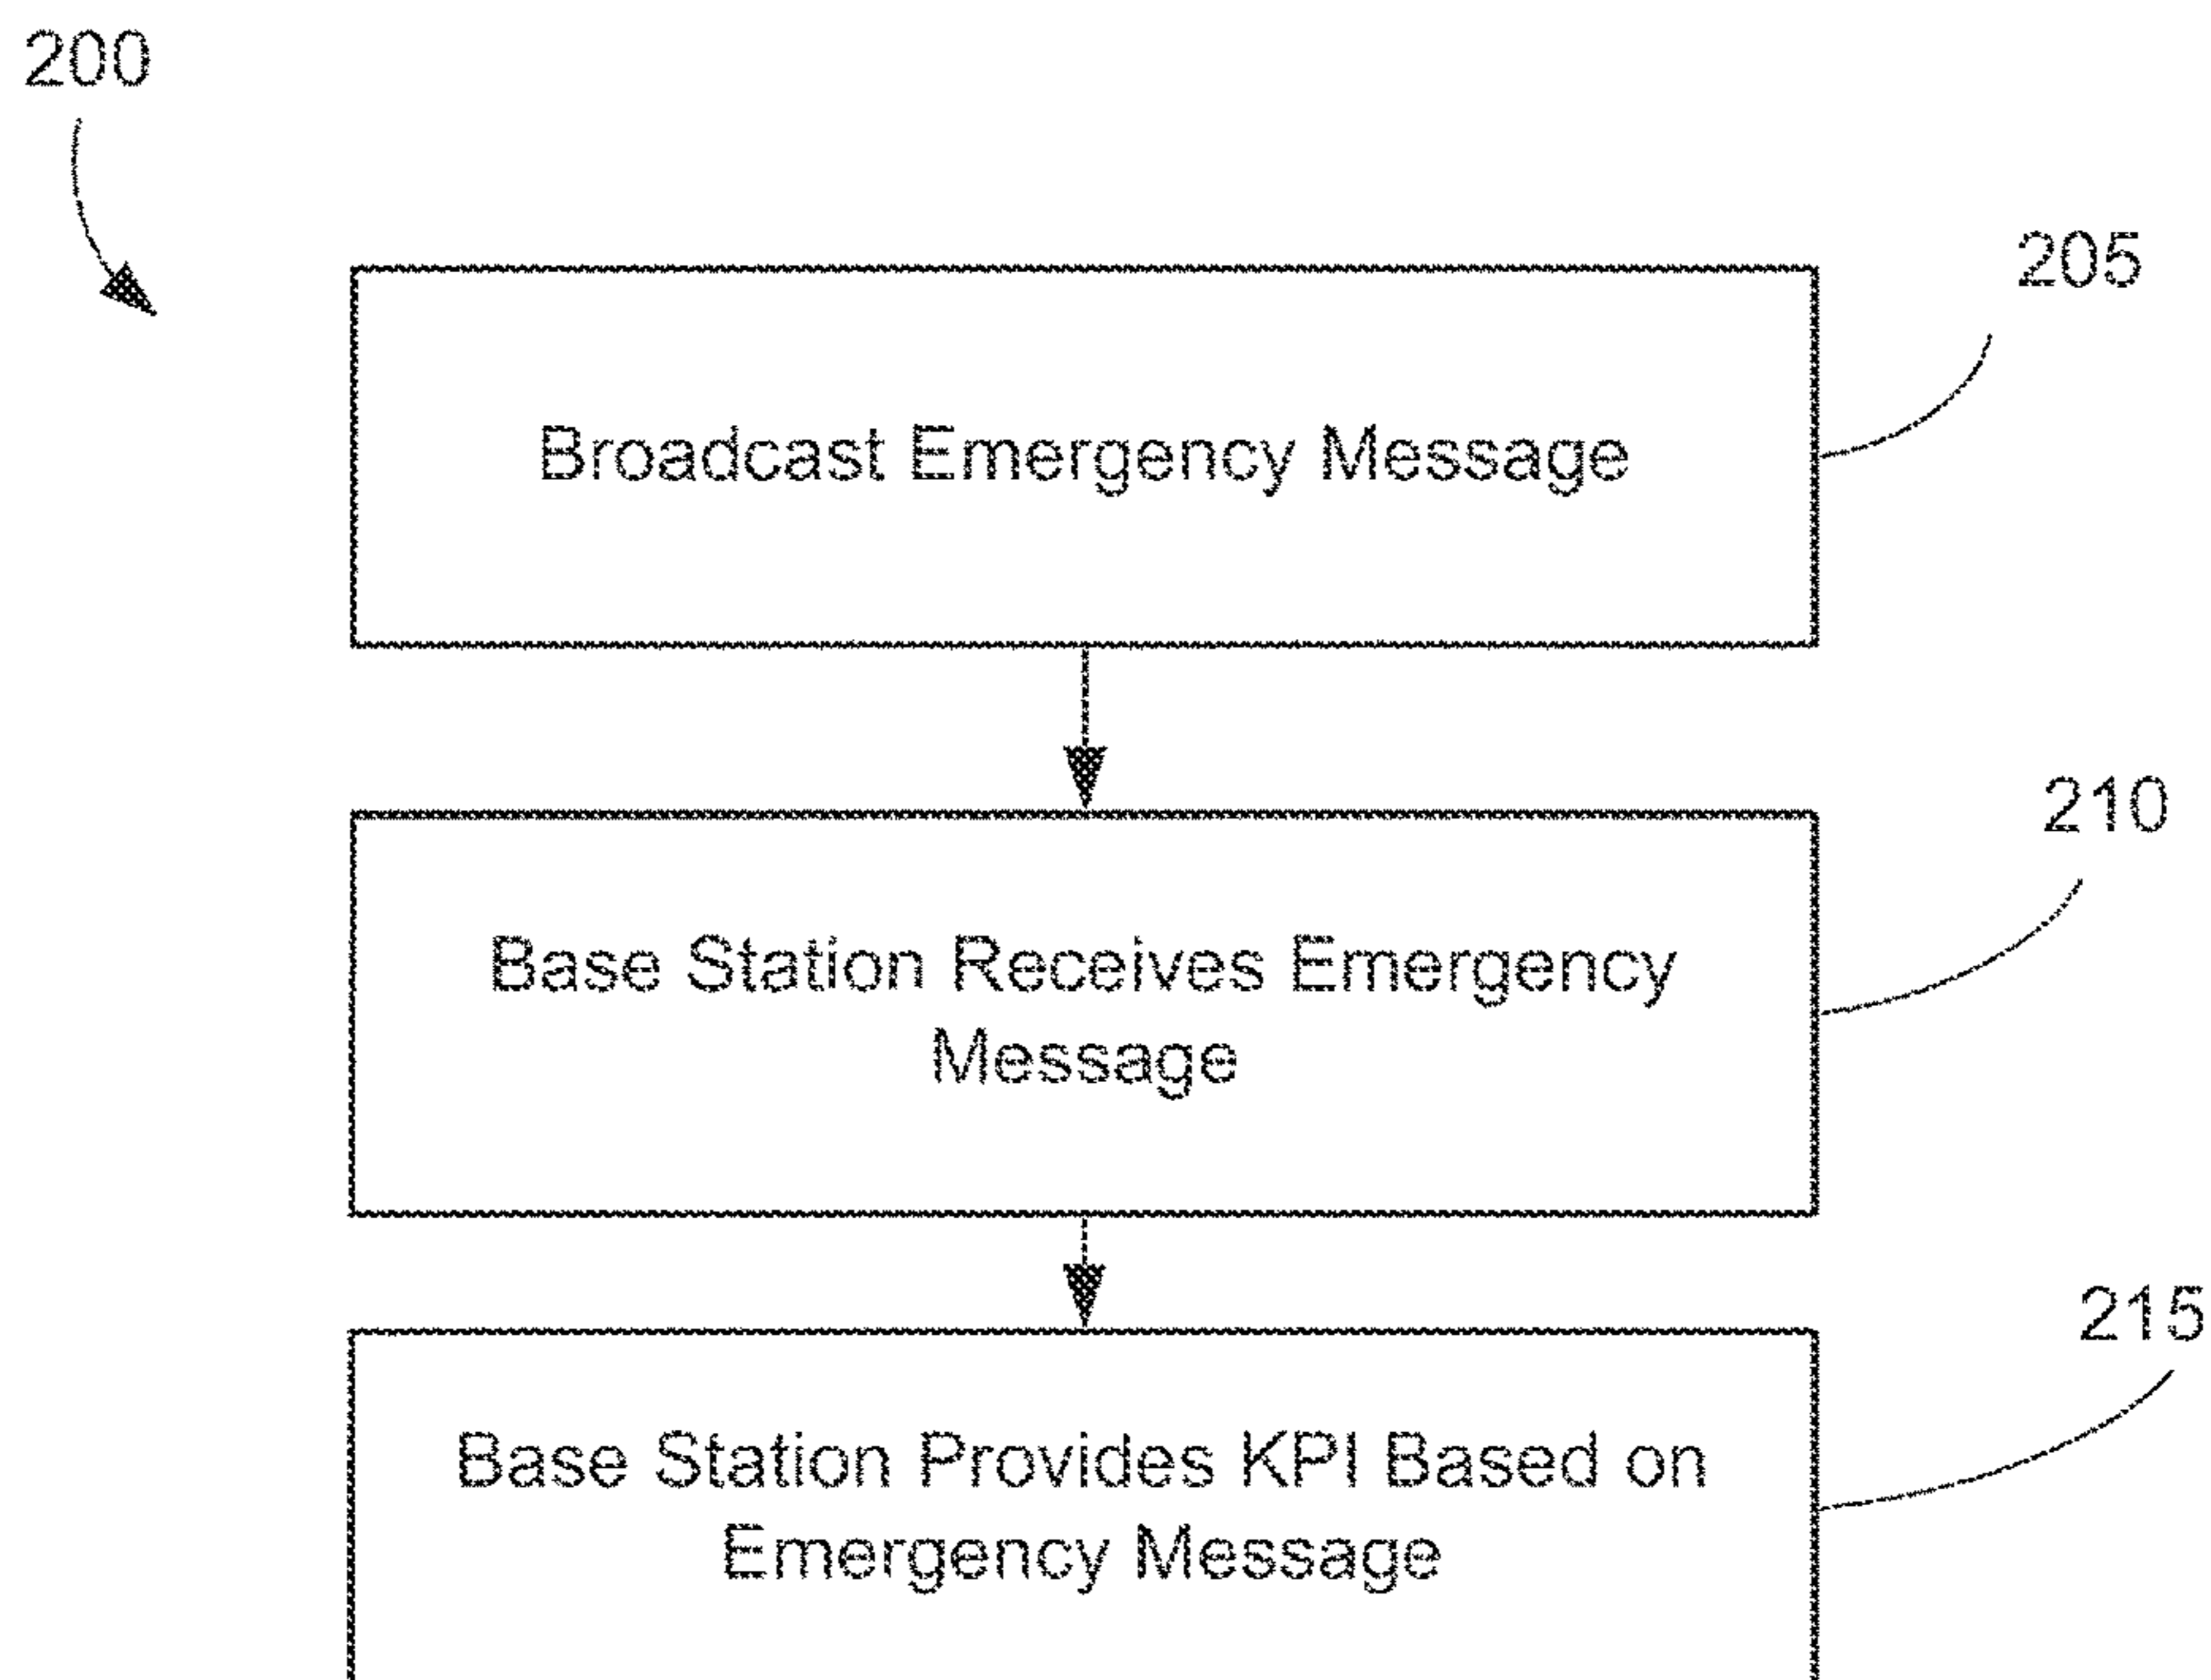 200
205
Broadcast Emergency Message
210
Base Station Receives Emergency
Message
215
Base Station Provides KPI Based on
Emergency Message